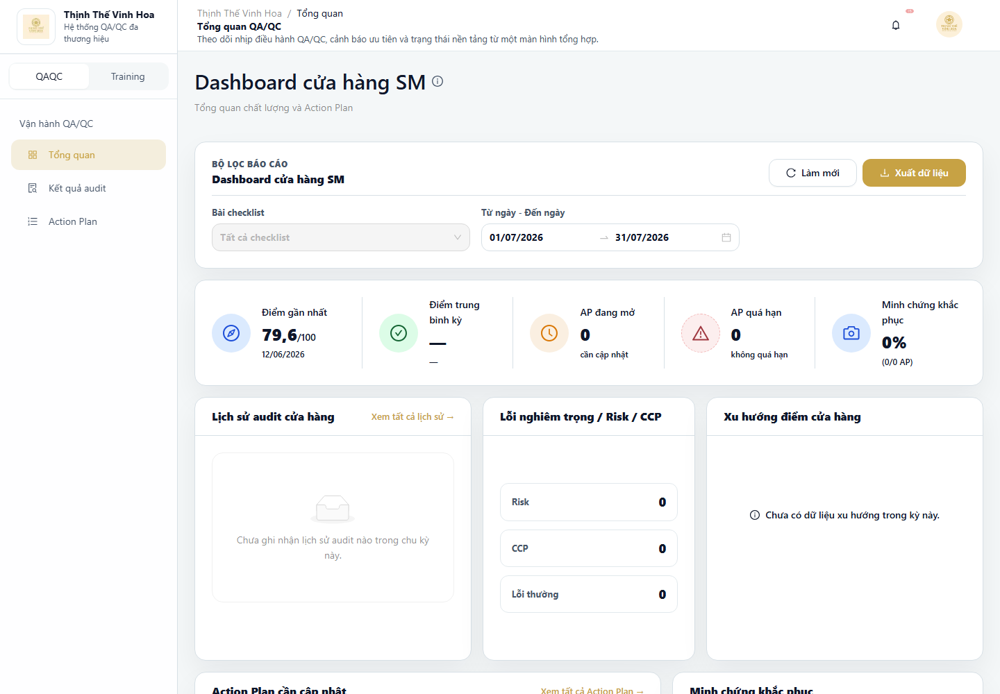 Thịnh Thế Vinh Hoa
Hệ thống QA/QC đa
thương hiệu
QAQC
Training
Vận hành QA/QC
Tổng quan
Kết quả audit
Action Plan
Thịnh Thế Vinh Hoa / Tổng quan
Tổng quan QA/QC
Theo dõi nhịp điều hành QA/QC, cảnh báo ưu tiên và trạng thái nền tảng từ một màn hình tổng hợp.
Dashboard cửa hàng SM
Tổng quan chất lượng và Action Plan
BỘ LỌC BÁO CÁO
Dashboard cửa hàng SM
Làm mới
Xuất dữ liệu
Bài checklist
Từ ngày - Đến ngày
Tất cả checklist
01/07/2026 → 31/07/2026
Điểm gần nhất
79,6/100
12/06/2026
Điểm trung
bình kỳ
—
—
AP đang mở
0
cần cập nhật
AP quá hạn
0
không quá hạn
Minh chứng khắc
phục
0%
(0/0 AP)
Lịch sử audit cửa hàng
Xem tất cả lịch sử →
Chưa ghi nhận lịch sử audit nào trong chu kỳ
này.
Lỗi nghiêm trọng / Risk / CCP
Risk 0
CCP 0
Lỗi thường 0
Xu hướng điểm cửa hàng
Chưa có dữ liệu xu hướng trong kỳ này.
Action Plan cần cập nhật
Xem tất cả Action Plan →
Minh chứng khắc phục